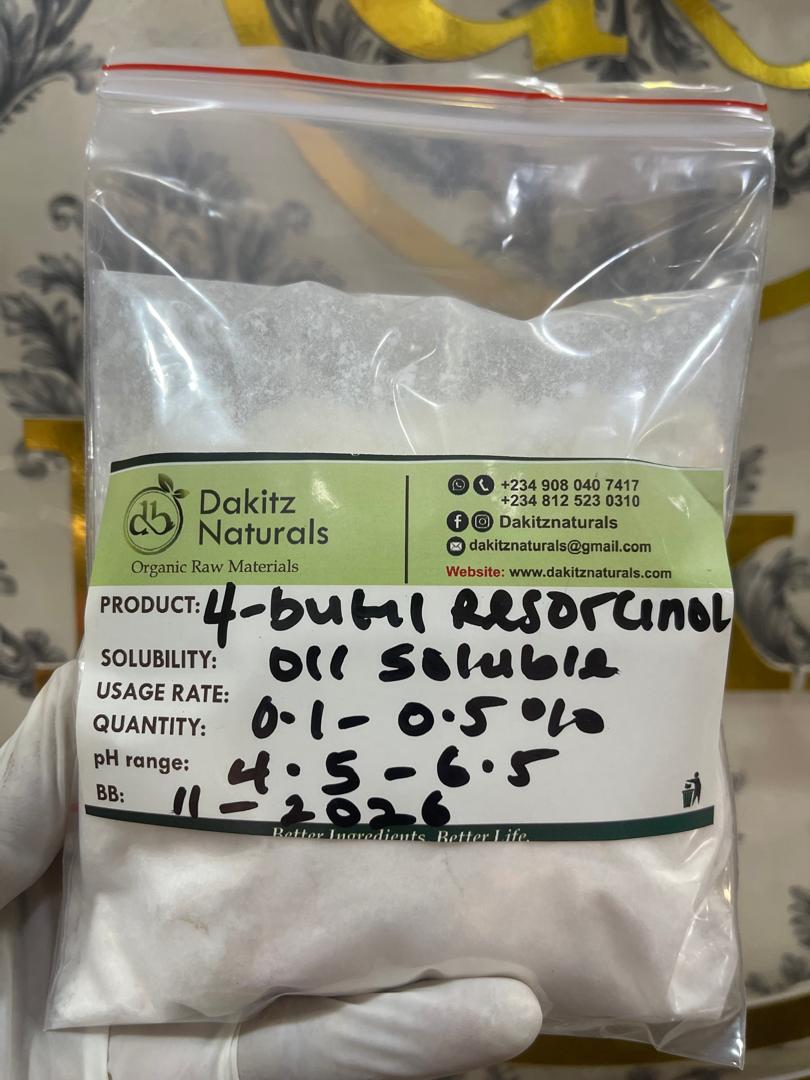 Dakitz
Naturals
Organic Raw Materials
+234 908 040 7417
+234 812 523 0310
Dakitznaturals
dakitznaturals@gmail.com
Website: www.dakitznaturals.com
PRODUCT: 4-butyl Resorcinol
SOLUBILITY: Oil soluble
USAGE RATE:
QUANTITY: 0.1 - 0.5 %
pH range: 4.5 - 6.5
BB: 11 - 2026
Better Ingredients, Better Life.